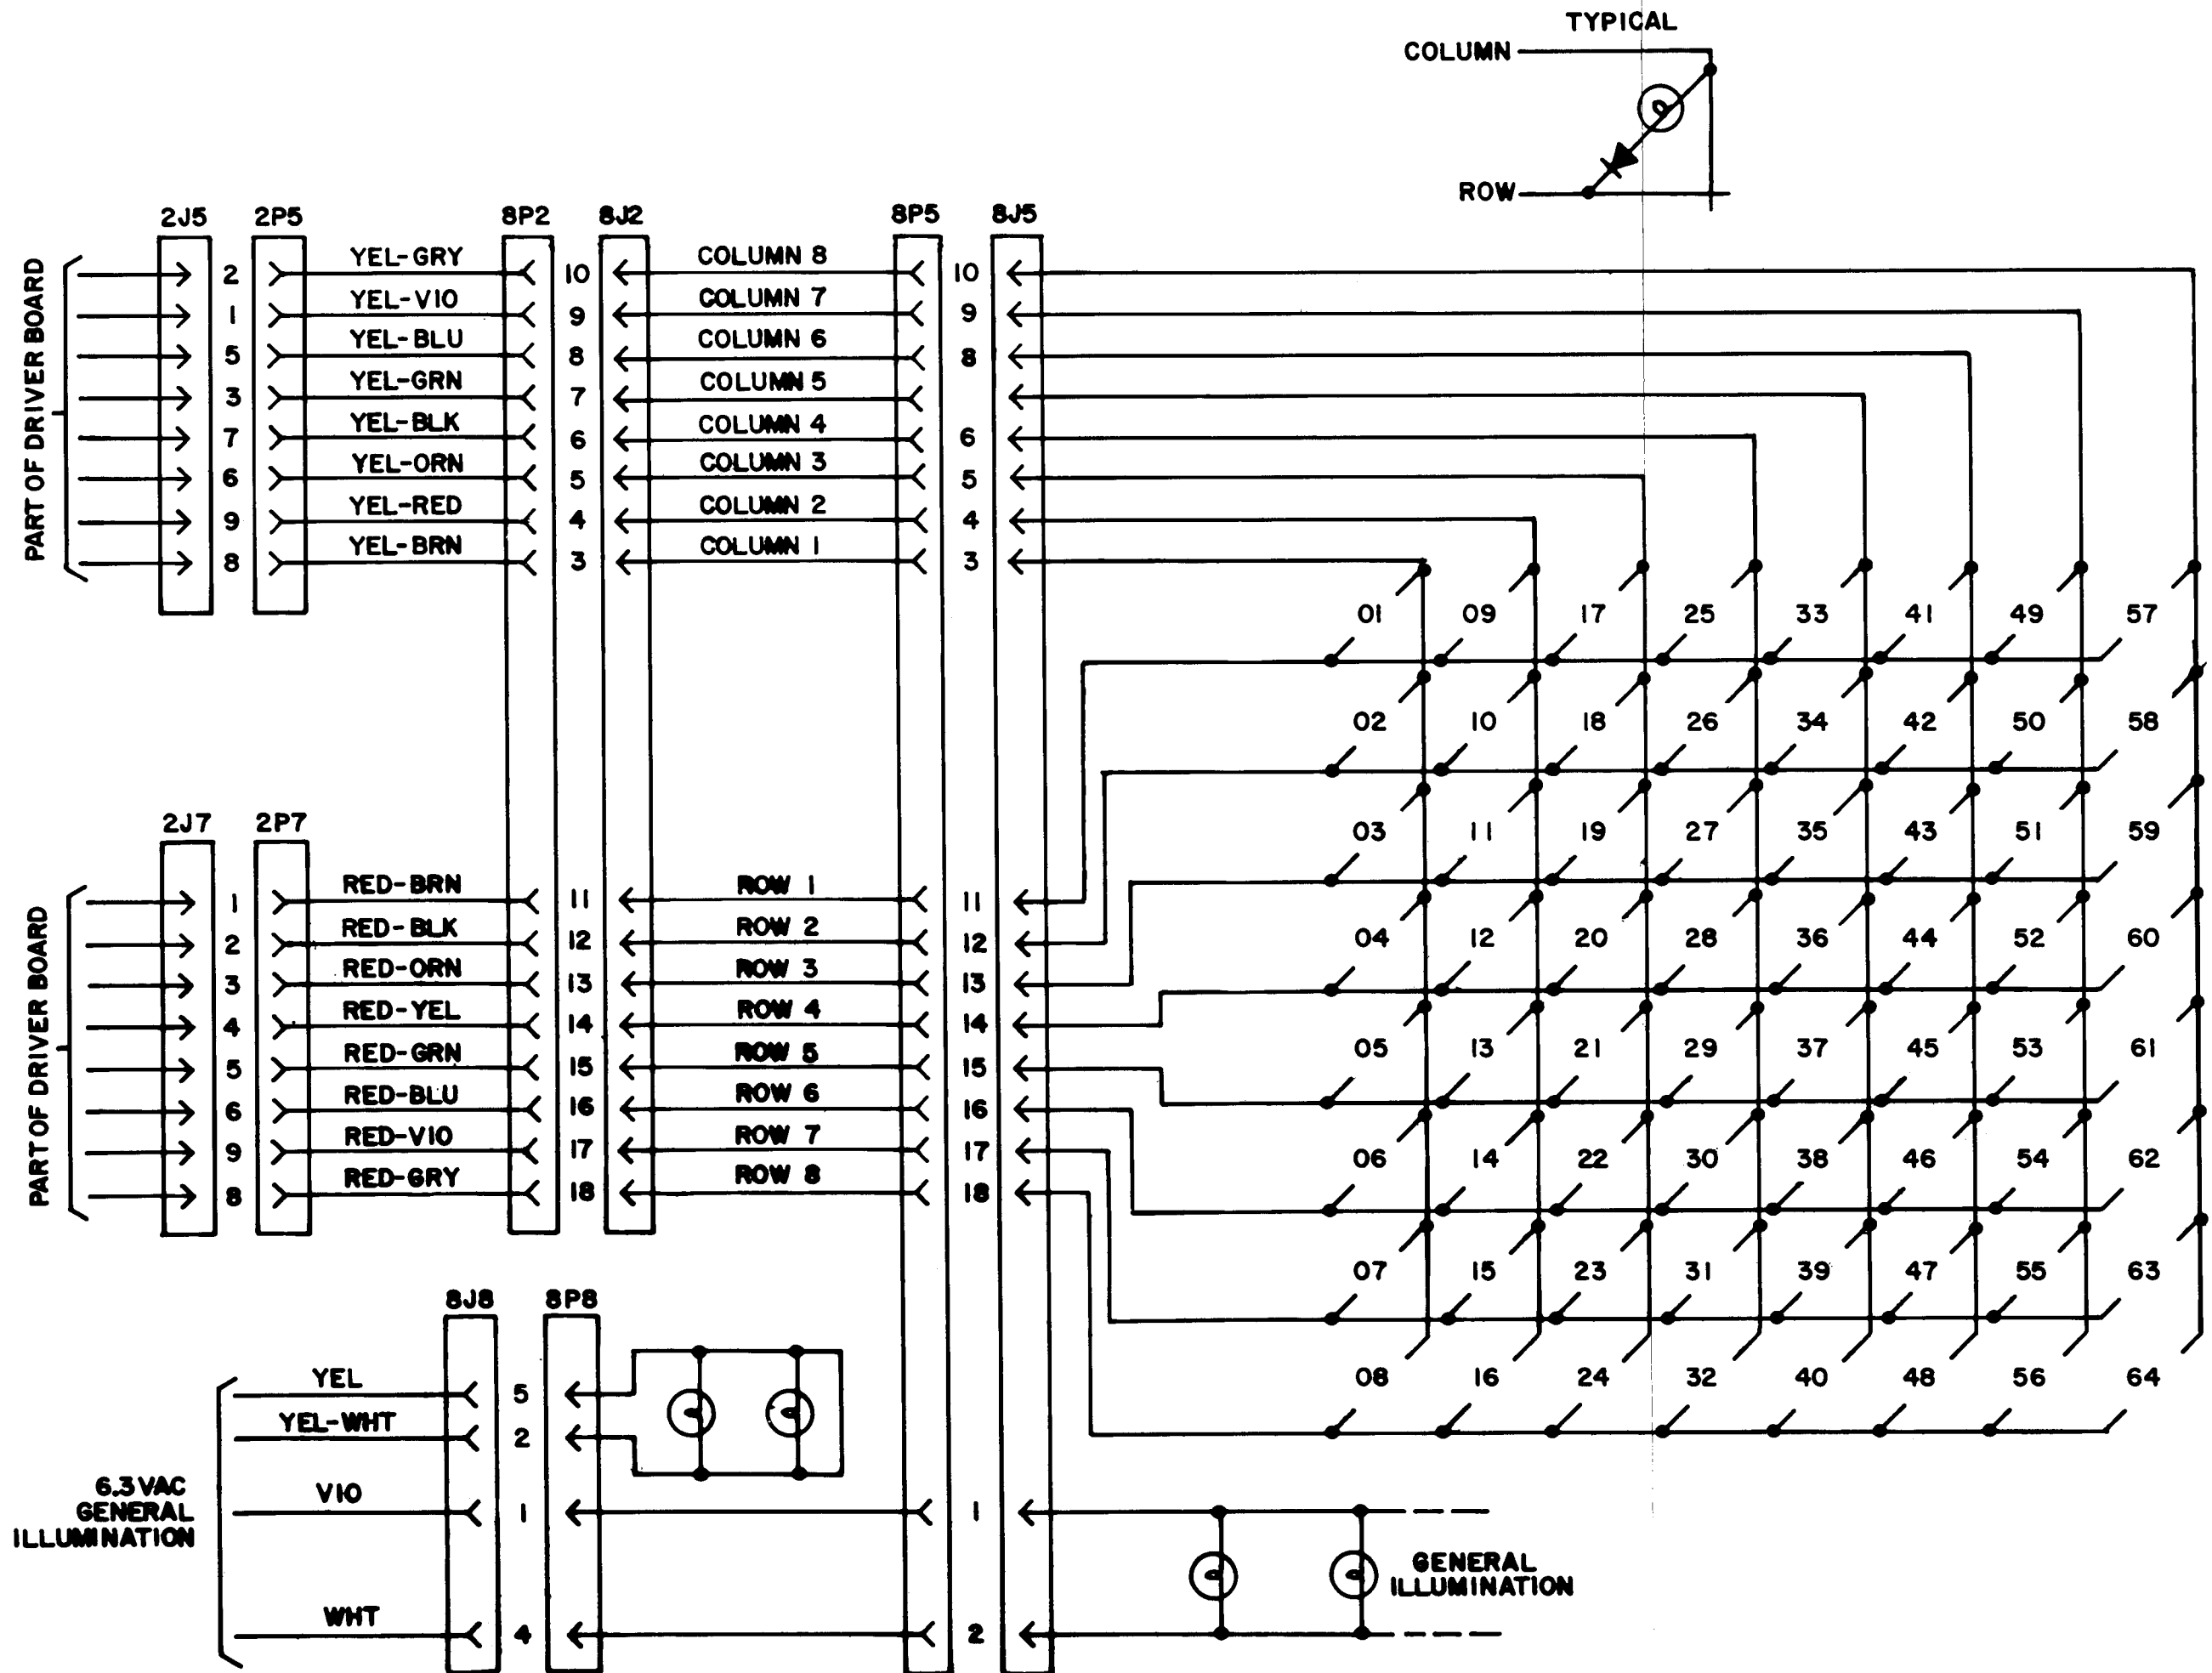 TYPICAL
COLUMN
ROW
2J5 2P5 8P2 8J2 8P5 8J5
PART OF DRIVER BOARD
2 YEL-GRY 10 COLUMN 8 10
1 YEL-VIO 9 COLUMN 7 9
5 YEL-BLU 8 COLUMN 6 8
3 YEL-GRN 7 COLUMN 5
7 YEL-BLK 6 COLUMN 4 6
6 YEL-ORN 5 COLUMN 3 5
9 YEL-RED 4 COLUMN 2 4
8 YEL-BRN 3 COLUMN 1 3
01 09 17 25 33 41 49 57
02 10 18 26 34 42 50 58
03 11 19 27 35 43 51 59
04 12 20 28 36 44 52 60
05 13 21 29 37 45 53 61
06 14 22 30 38 46 54 62
07 15 23 31 39 47 55 63
08 16 24 32 40 48 56 64
2J7 2P7
PART OF DRIVER BOARD
1 RED-BRN 11 ROW 1 11
2 RED-BLK 12 ROW 2 12
3 RED-ORN 13 ROW 3 13
4 RED-YEL 14 ROW 4 14
5 RED-GRN 15 ROW 5 15
6 RED-BLU 16 ROW 6 16
9 RED-VIO 17 ROW 7 17
8 RED-GRY 18 ROW 8 18
8J8 8P8
YEL 5
YEL-WHT 2
6.3 VAC
GENERAL
ILLUMINATION
VIO 1 1
WHT 4 2
GENERAL
ILLUMINATION